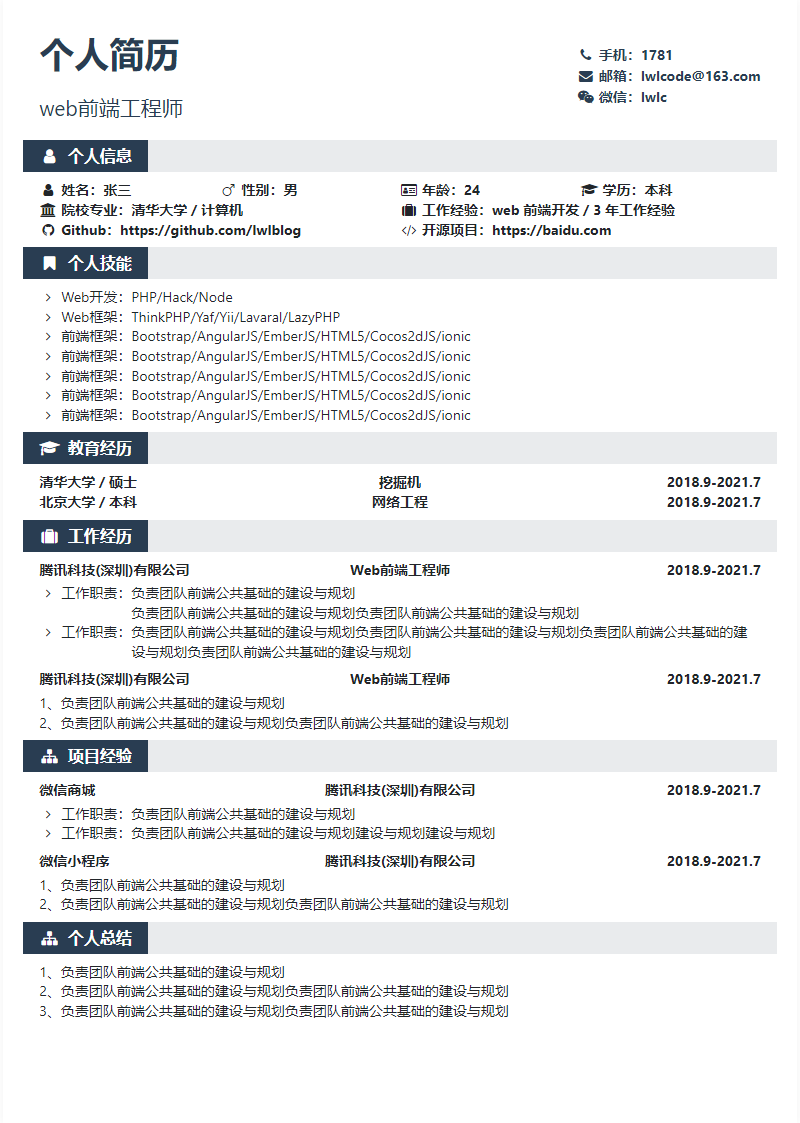 个人简历
手机：1781
邮箱：lwlcode@163.com
微信：lwlc
web前端工程师
个人信息
姓名：张三 性别：男 年龄：24 学历：本科
院校专业：清华大学 / 计算机 工作经验：web 前端开发 / 3 年工作经验
Github：https://github.com/lwlblog 开源项目：https://baidu.com
个人技能
Web开发：PHP/Hack/Node
Web框架：ThinkPHP/Yaf/Yii/Lavaral/LazyPHP
前端框架：Bootstrap/AngularJS/EmberJS/HTML5/Cocos2dJS/ionic
前端框架：Bootstrap/AngularJS/EmberJS/HTML5/Cocos2dJS/ionic
前端框架：Bootstrap/AngularJS/EmberJS/HTML5/Cocos2dJS/ionic
前端框架：Bootstrap/AngularJS/EmberJS/HTML5/Cocos2dJS/ionic
前端框架：Bootstrap/AngularJS/EmberJS/HTML5/Cocos2dJS/ionic
教育经历
清华大学 / 硕士 挖掘机 2018.9-2021.7
北京大学 / 本科 网络工程 2018.9-2021.7
工作经历
腾讯科技(深圳)有限公司 Web前端工程师 2018.9-2021.7
工作职责：负责团队前端公共基础的建设与规划
负责团队前端公共基础的建设与规划负责团队前端公共基础的建设与规划
工作职责：负责团队前端公共基础的建设与规划负责团队前端公共基础的建设与规划负责团队前端公共基础的建
设与规划负责团队前端公共基础的建设与规划
腾讯科技(深圳)有限公司 Web前端工程师 2018.9-2021.7
1、负责团队前端公共基础的建设与规划
2、负责团队前端公共基础的建设与规划负责团队前端公共基础的建设与规划
项目经验
微信商城 腾讯科技(深圳)有限公司 2018.9-2021.7
工作职责：负责团队前端公共基础的建设与规划
工作职责：负责团队前端公共基础的建设与规划建设与规划建设与规划
微信小程序 腾讯科技(深圳)有限公司 2018.9-2021.7
1、负责团队前端公共基础的建设与规划
2、负责团队前端公共基础的建设与规划负责团队前端公共基础的建设与规划
个人总结
1、负责团队前端公共基础的建设与规划
2、负责团队前端公共基础的建设与规划负责团队前端公共基础的建设与规划
3、负责团队前端公共基础的建设与规划负责团队前端公共基础的建设与规划